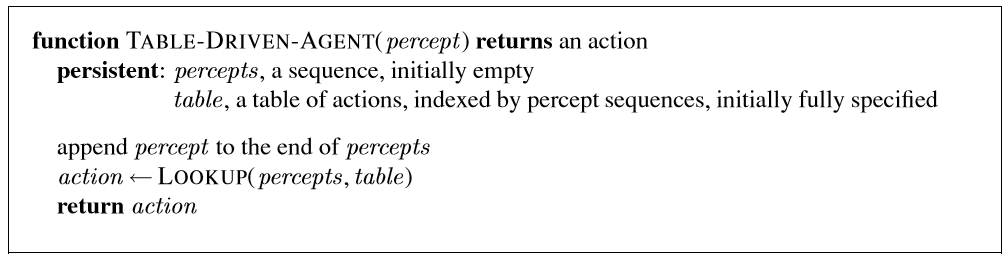 function TABLE-DRIVEN-AGENT(percept) returns an action
persistent: percepts, a sequence, initially empty
table, a table of actions, indexed by percept sequences, initially fully specified
append percept to the end of percepts
action ← LOOKUP(percepts, table)
return action